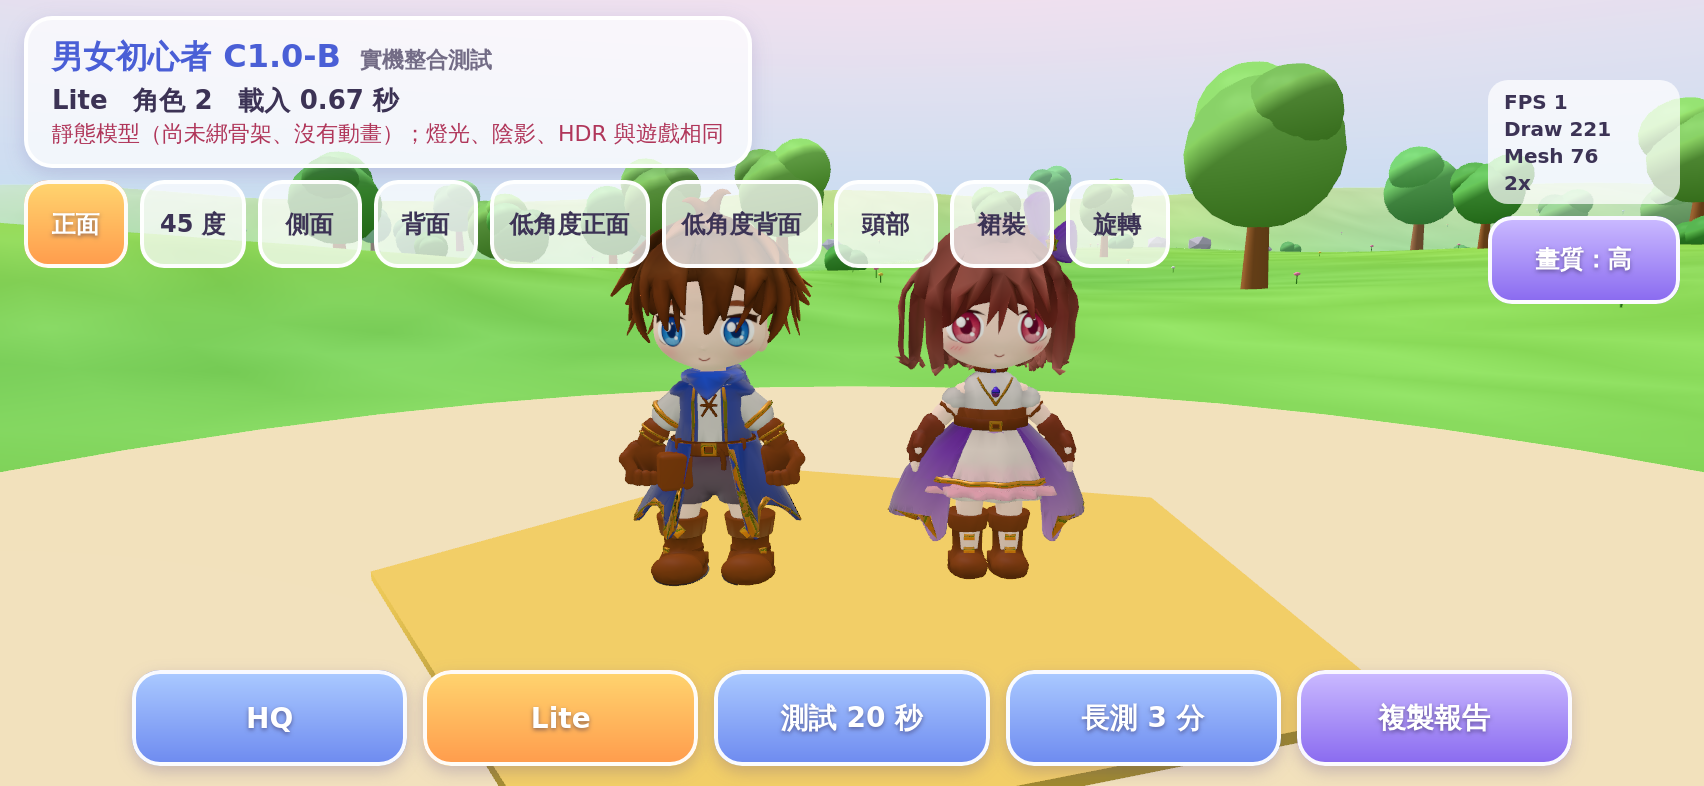 男女初心者 C1.0-B 實機整合測試
Lite 角色 2 載入 0.67 秒
靜態模型（尚未綁骨架、沒有動畫）；燈光、陰影、HDR 與遊戲相同
FPS 1
Draw 221
Mesh 76
2x
正面
45 度
側面
背面
低角度正面
低角度背面
頭部
裙裝
旋轉
畫質：高
HQ
Lite
測試 20 秒
長測 3 分
複製報告